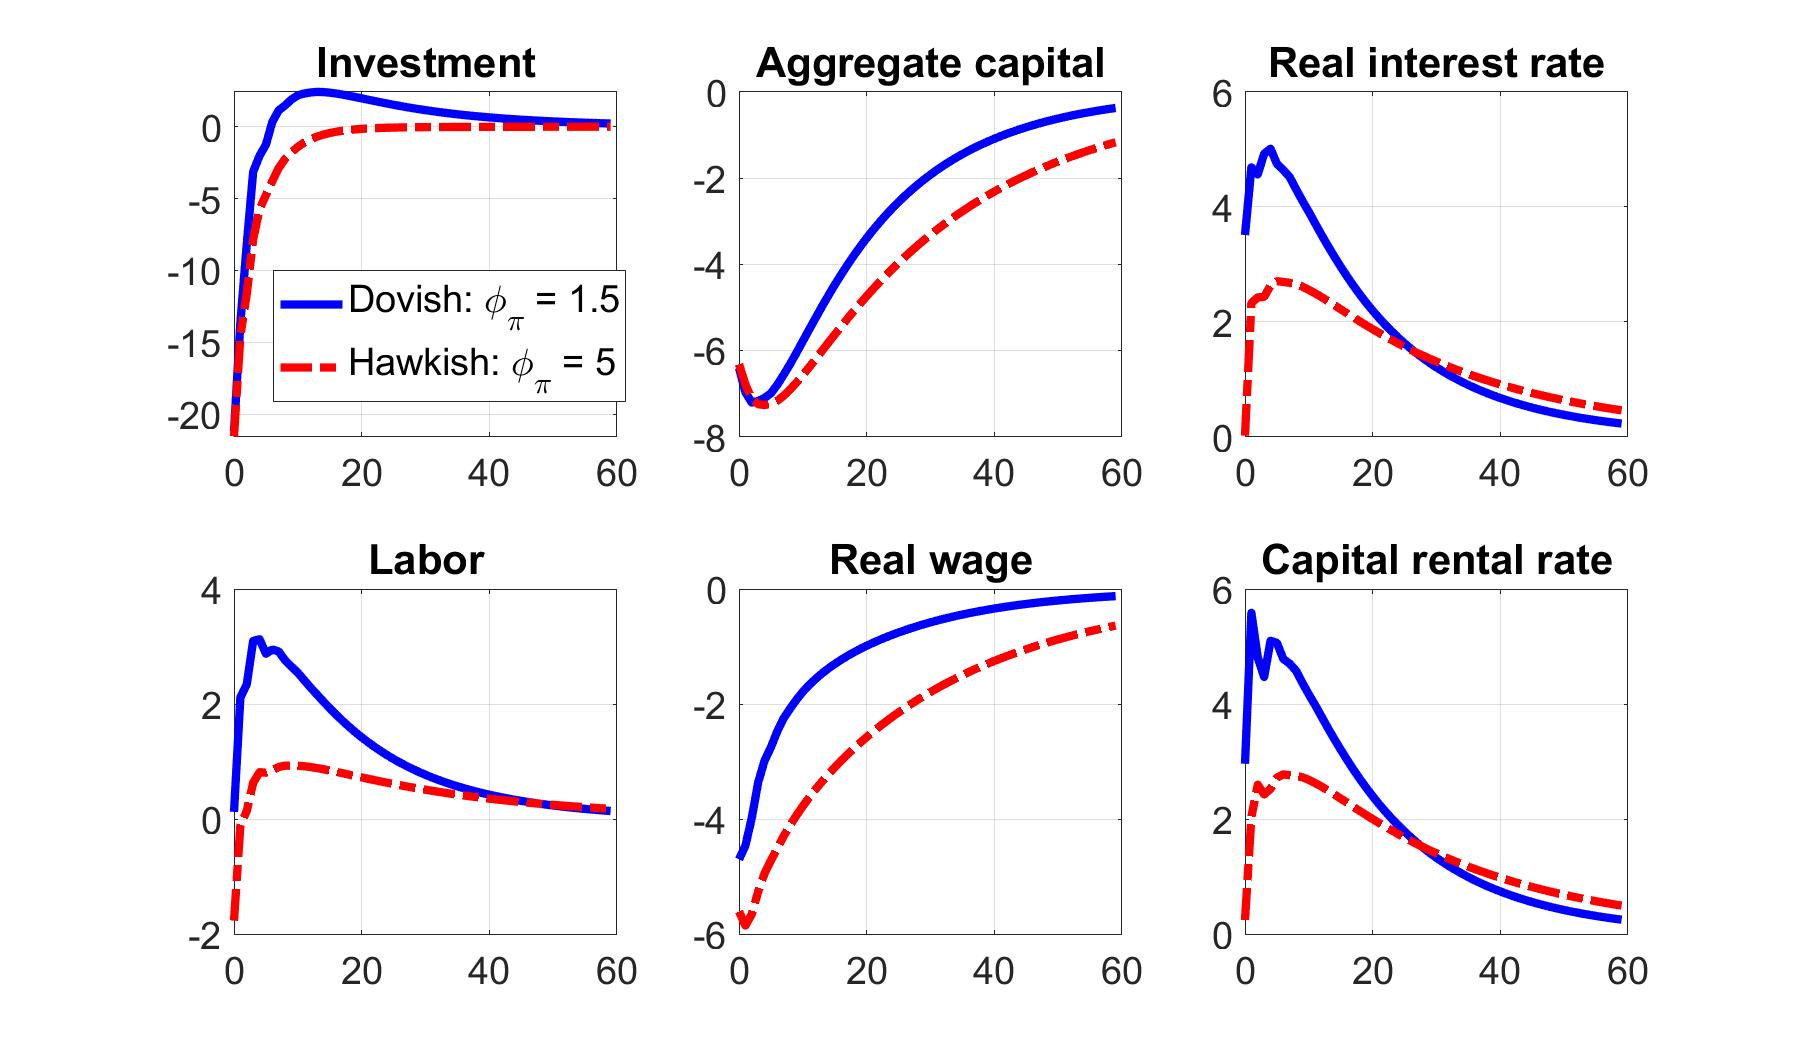 Investment
0
-5
-10
-15
-20
Dovish: ϕπ = 1.5
Hawkish: ϕπ = 5
0 20 40 60
Aggregate capital
0
-2
-4
-6
-8
0 20 40 60
Real interest rate
6
4
2
0
0 20 40 60
Labor
4
2
0
-2
0 20 40 60
Real wage
0
-2
-4
-6
0 20 40 60
Capital rental rate
6
4
2
0
0 20 40 60